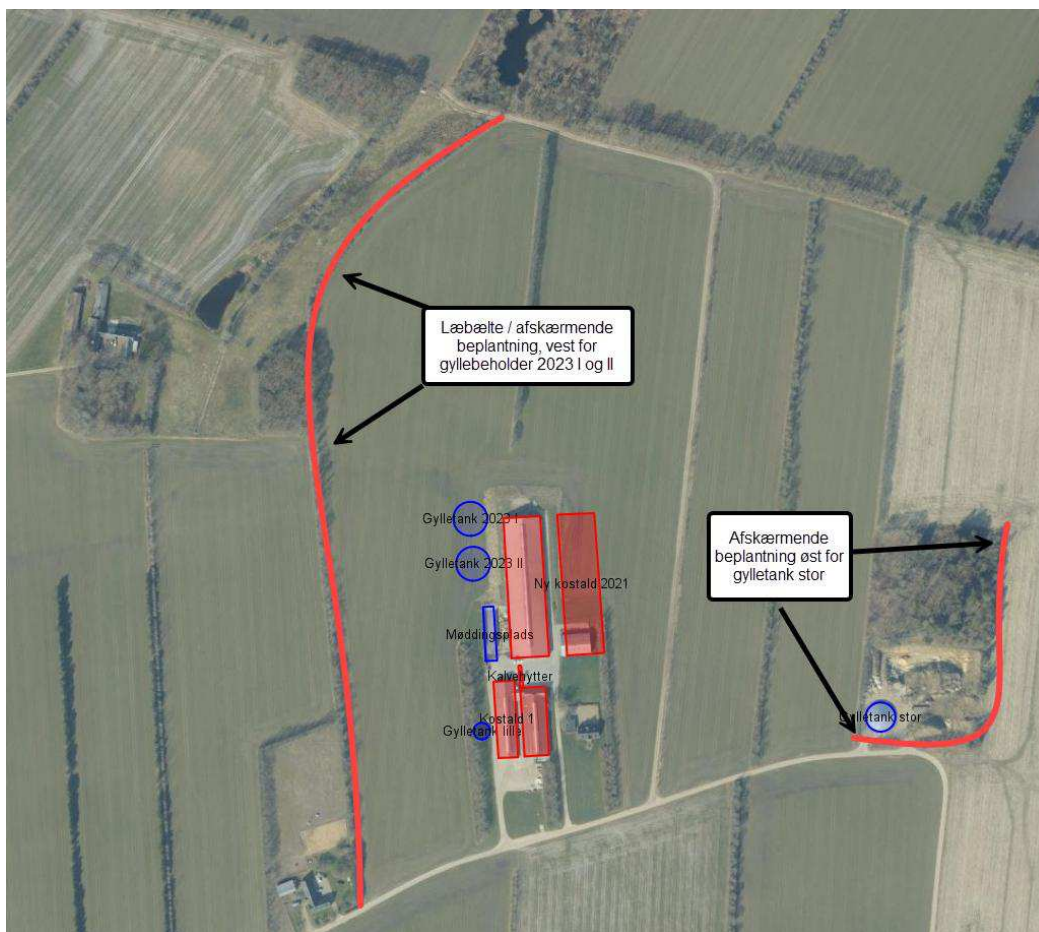 Læbælte / afskærmende
beplantning, vest for
gyllebeholder 2023 I og II
Gylletank 2023 I
Gylletank 2023 II
Ny kostald 2021
Møddingsplads
Kalvehytter
Kostald 1
Gylletank lille
Afskærmende
beplantning øst for
gylletank stor
Gylletank stor